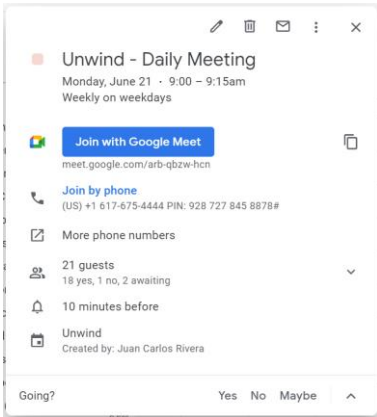 Unwind - Daily Meeting
Monday, June 21 · 9:00 – 9:15am
Weekly on weekdays
Join with Google Meet
meet.google.com/arb-qbzw-hcn
Join by phone
(US) +1 617-675-4444 PIN: 928 727 845 8878#
More phone numbers
21 guests
18 yes, 1 no, 2 awaiting
10 minutes before
Unwind
Created by: Juan Carlos Rivera
Going? Yes No Maybe